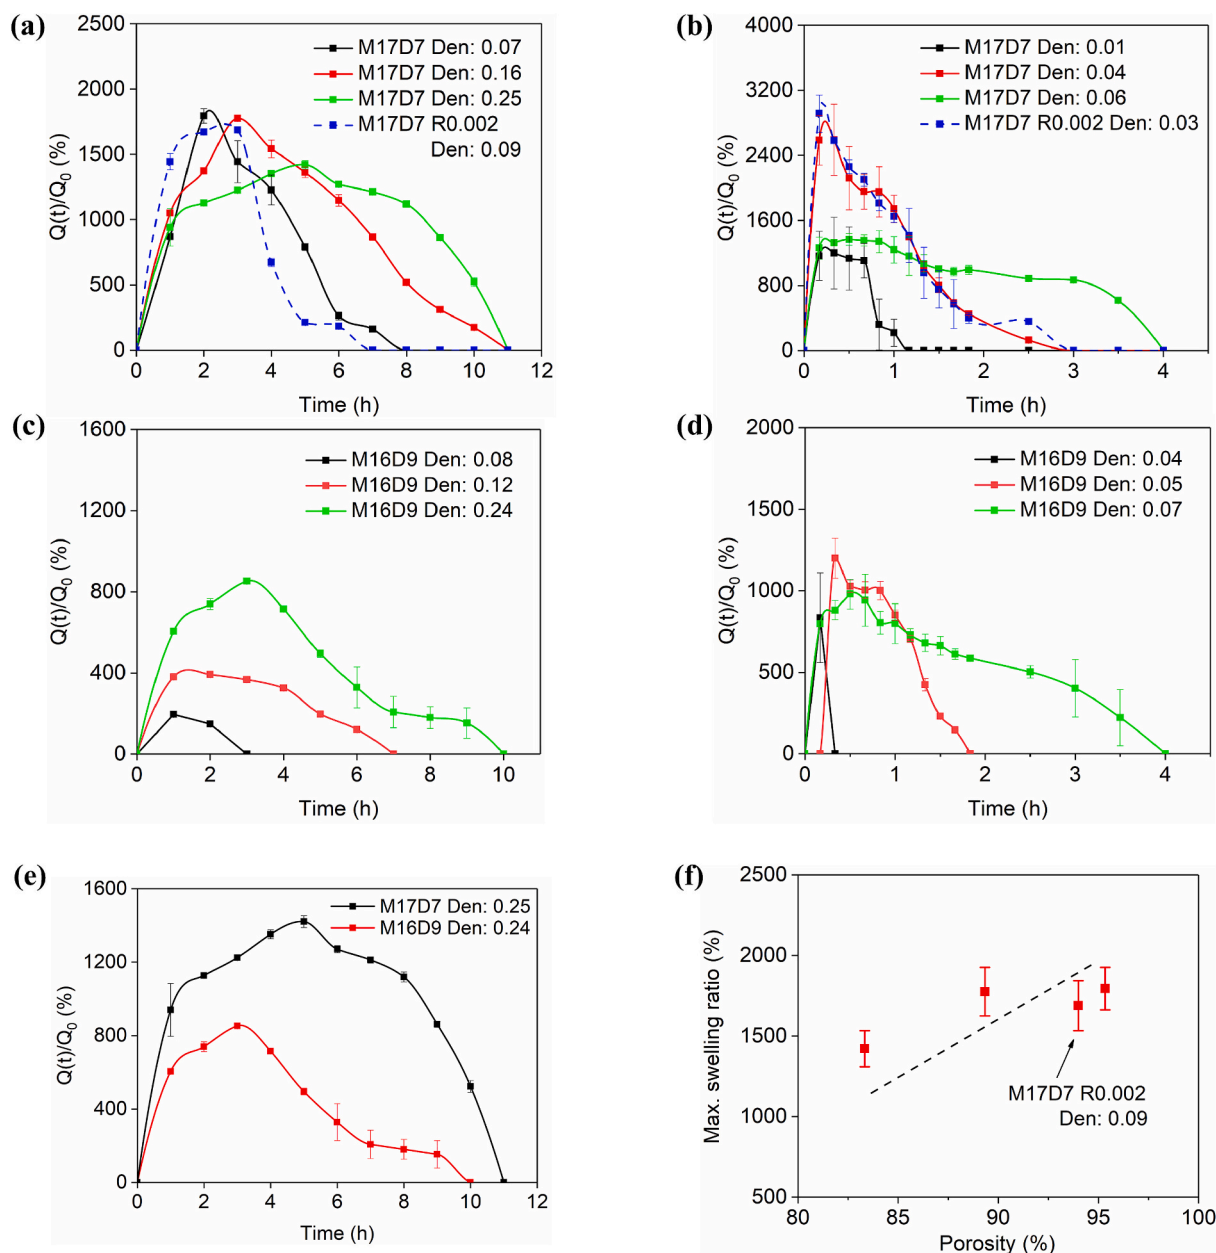 (a)
2500
2000
1500
1000
500
0
Q(t)/Q₀ (%)
M17D7 Den: 0.07
M17D7 Den: 0.16
M17D7 Den: 0.25
M17D7 R0.002
Den: 0.09
0 2 4 6 8 10 12
Time (h)
(b)
4000
3200
2400
1600
800
0
Q(t)/Q₀ (%)
M17D7 Den: 0.01
M17D7 Den: 0.04
M17D7 Den: 0.06
M17D7 R0.002 Den: 0.03
0 1 2 3 4
Time (h)
(c)
1600
1200
800
400
0
Q(t)/Q₀ (%)
M16D9 Den: 0.08
M16D9 Den: 0.12
M16D9 Den: 0.24
0 2 4 6 8 10
Time (h)
(d)
2000
1500
1000
500
0
Q(t)/Q₀ (%)
M16D9 Den: 0.04
M16D9 Den: 0.05
M16D9 Den: 0.07
0 1 2 3 4
Time (h)
(e)
1600
1200
800
400
0
Q(t)/Q₀ (%)
M17D7 Den: 0.25
M16D9 Den: 0.24
0 2 4 6 8 10 12
Time (h)
(f)
2500
2000
1500
1000
500
Max. swelling ratio (%)
M17D7 R0.002
Den: 0.09
80 85 90 95 100
Porosity (%)